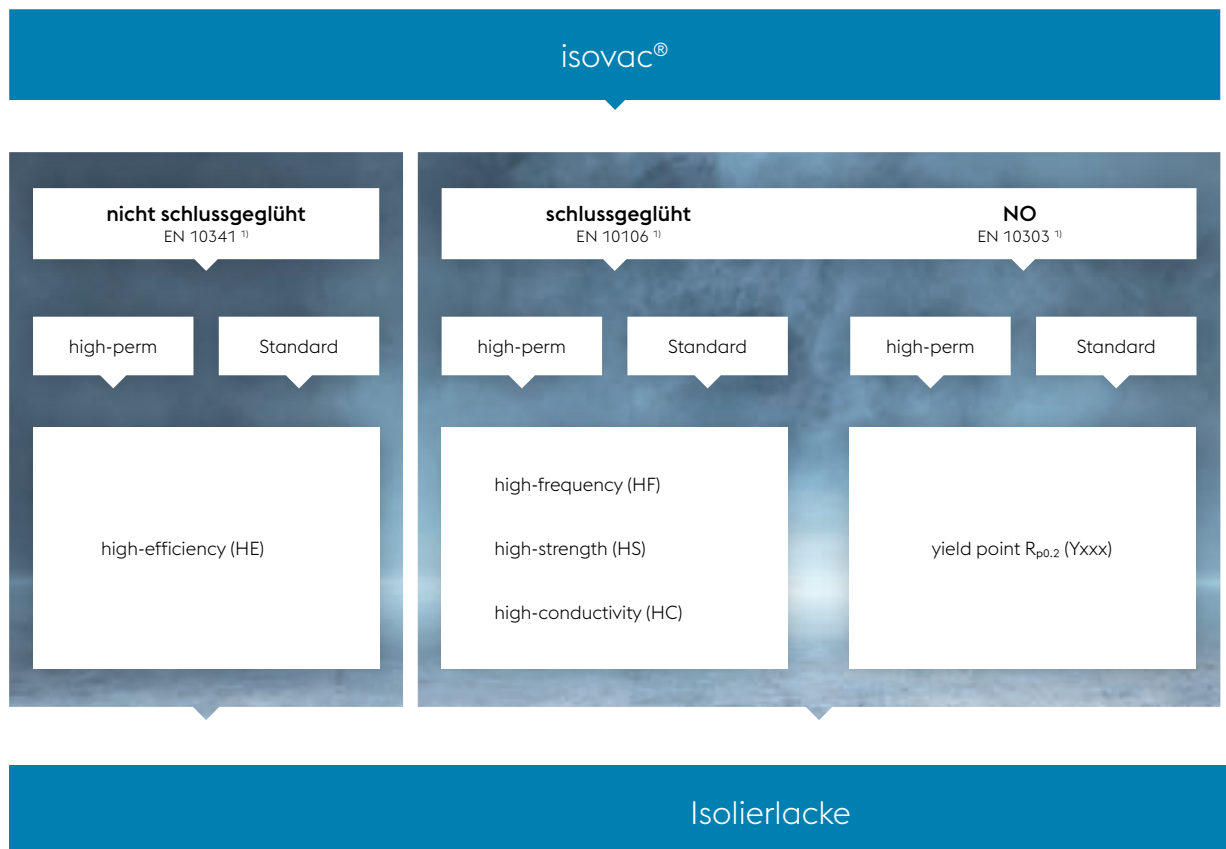 isovac®
nicht schlussgeglüht
EN 10341 ¹⁾
schlussgeglüht
EN 10106 ¹⁾
NO
EN 10303 ¹⁾
high-perm
Standard
high-perm
Standard
high-perm
Standard
high-efficiency (HE)
high-frequency (HF)
high-strength (HS)
high-conductivity (HC)
yield point Rp0.2 (Yxxx)
Isolierlacke